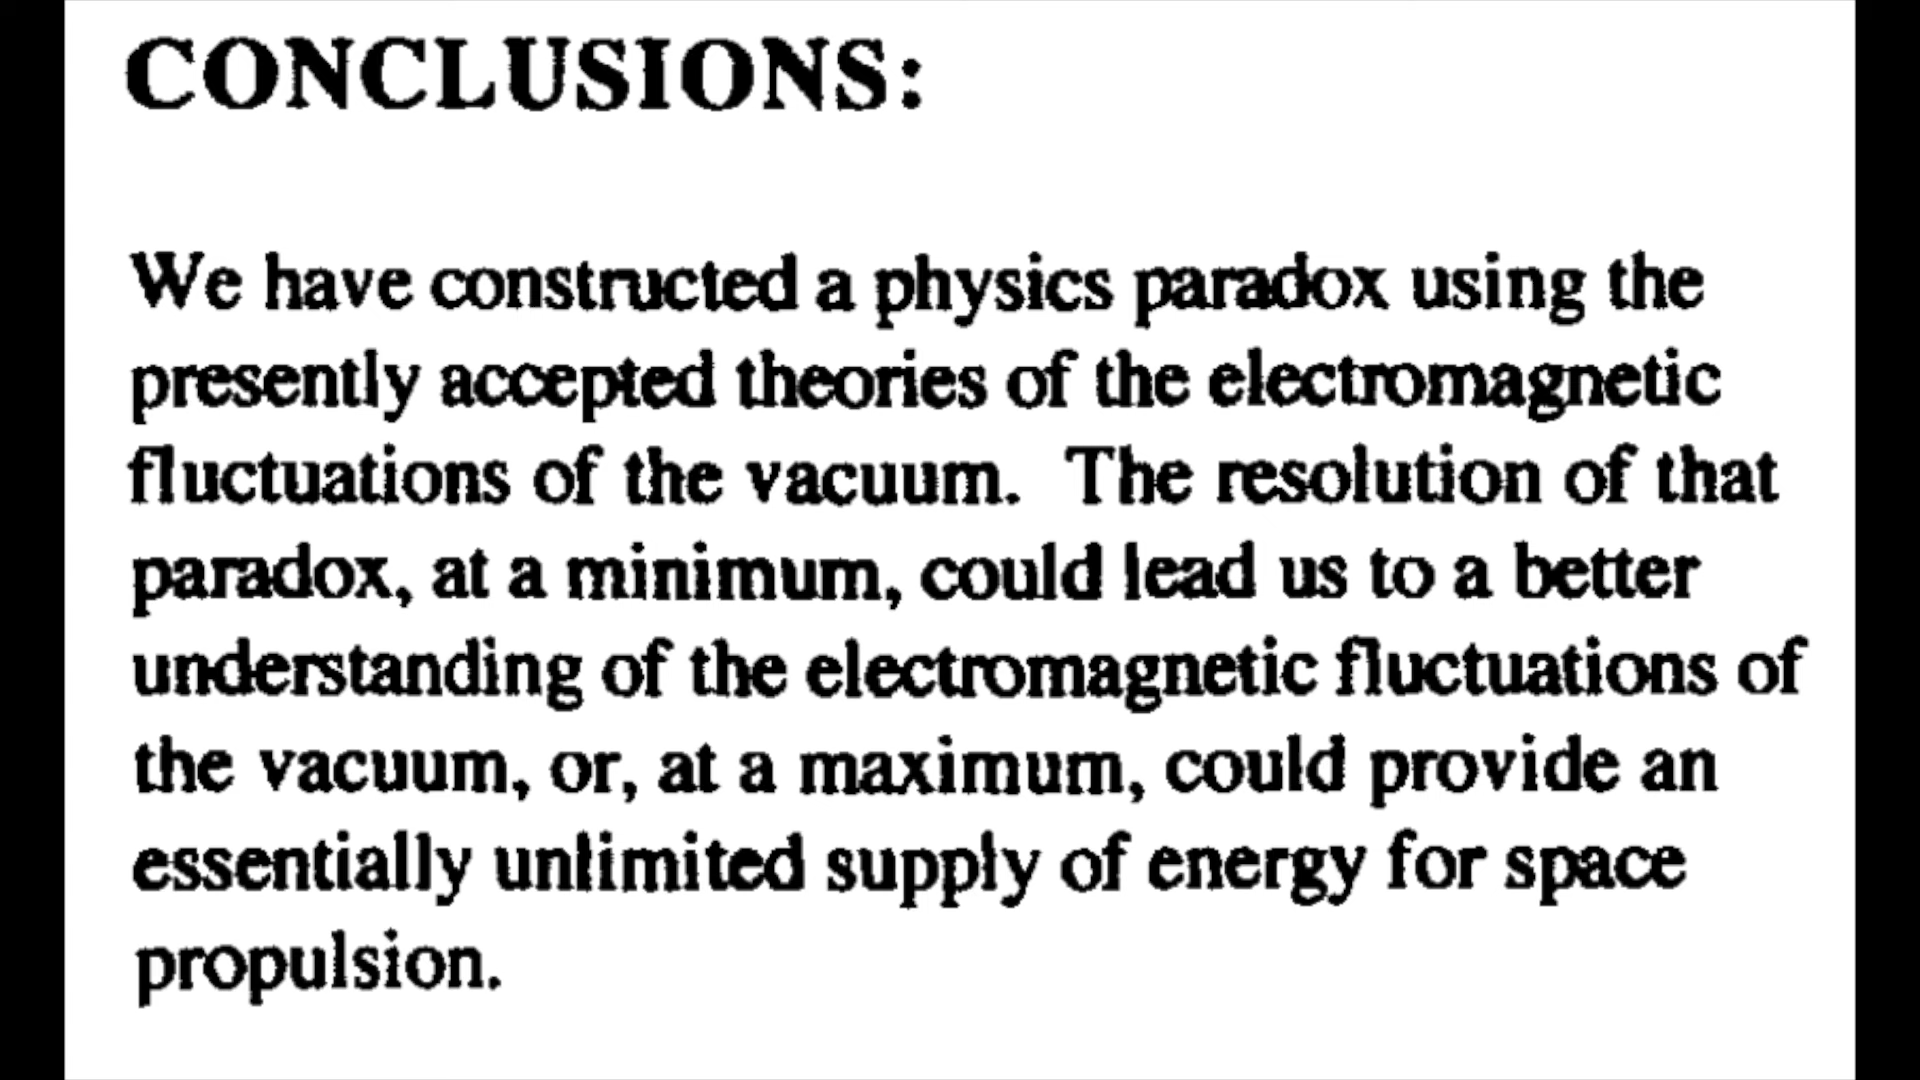 CONCLUSIONS:
We have constructed a physics paradox using the
presently accepted theories of the electromagnetic
fluctuations of the vacuum. The resolution of that
paradox, at a minimum, could lead us to a better
understanding of the electromagnetic fluctuations of
the vacuum, or, at a maximum, could provide an
essentially unlimited supply of energy for space
propulsion.